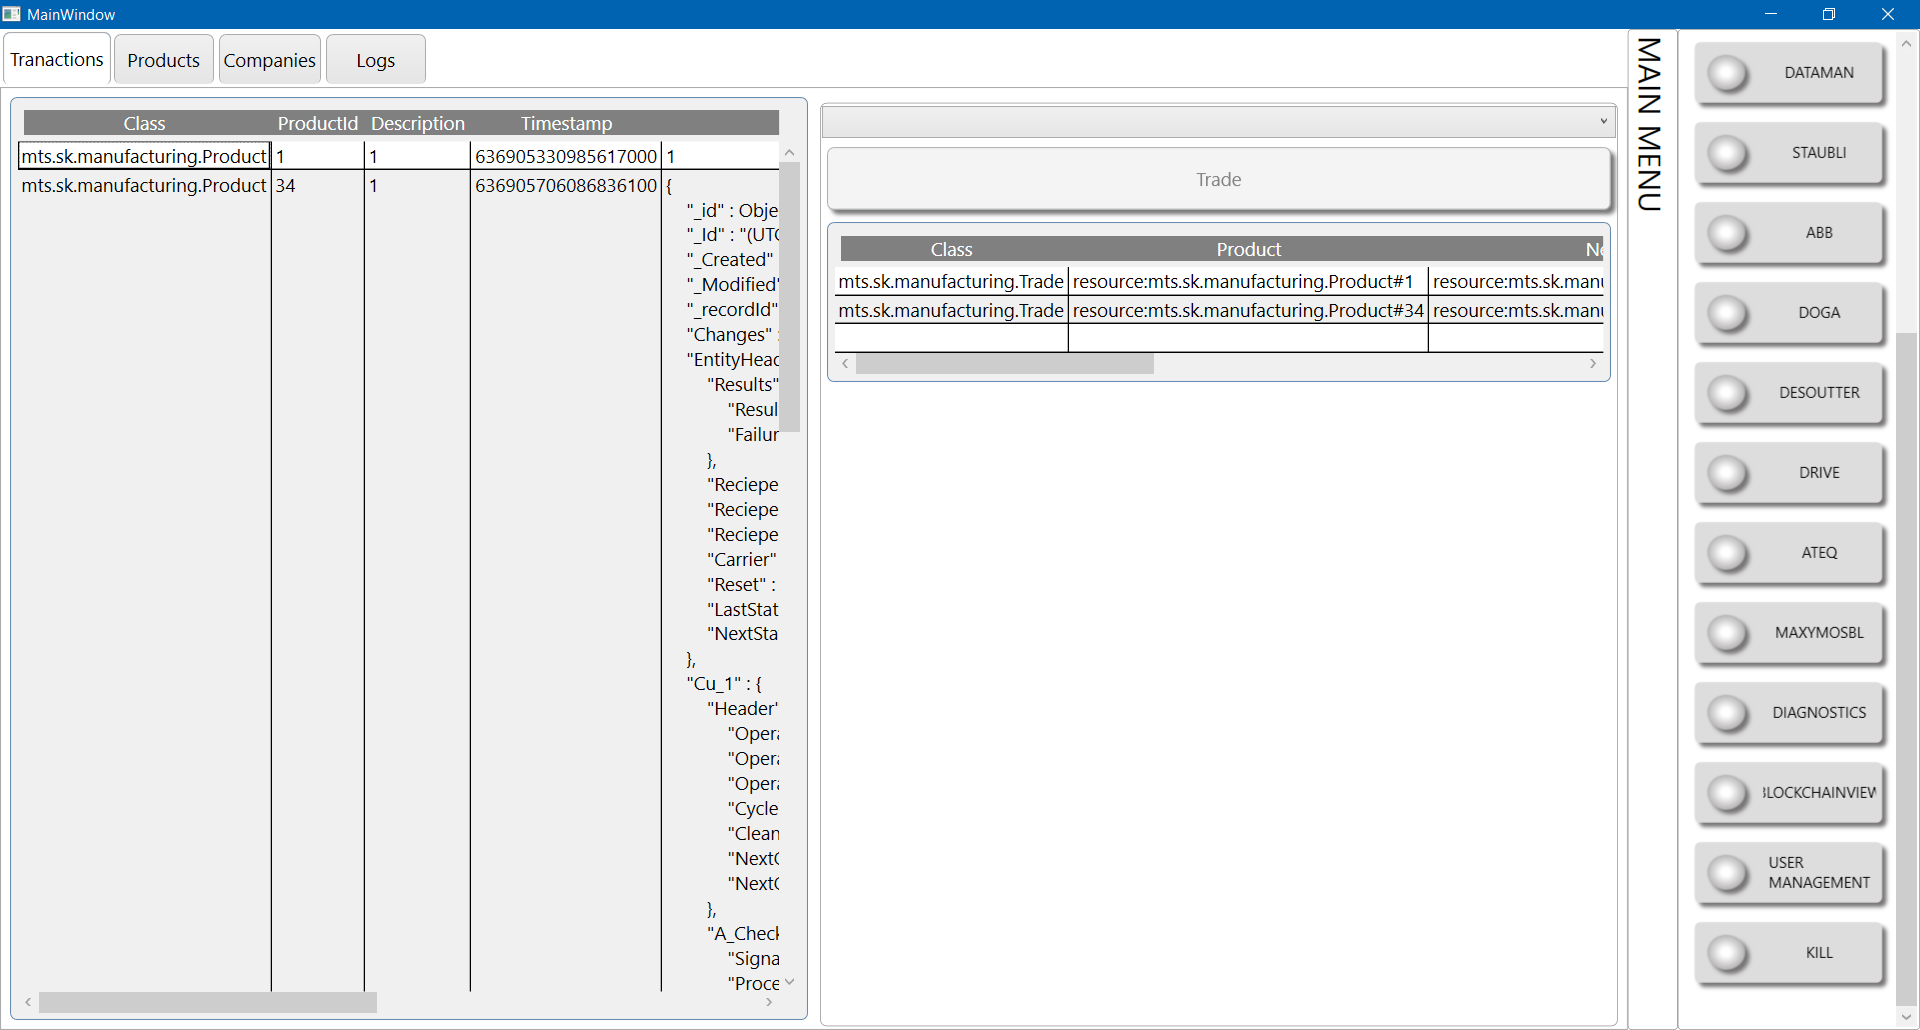 MainWindow
Tranactions Products Companies Logs
Class ProductId Description Timestamp
mts.sk.manufacturing.Product 1 1 636905330985617000 1
mts.sk.manufacturing.Product 34 1 636905706086836100 {
"_id" : Obje
"_Id" : "(UTC
"_Created"
"_Modified"
"_recordId"
"Changes" :
"EntityHead
"Results"
"Resul
"Failur
},
"Reciepe
"Reciepe
"Reciepe
"Carrier"
"Reset" :
"LastStat
"NextSta
},
"Cu_1" : {
"Header"
"Opera
"Opera
"Opera
"Cycle
"Clean
"NextC
"NextC
},
"A_Check
"Signa
"Proce
Trade
Class Product Ne
mts.sk.manufacturing.Trade resource:mts.sk.manufacturing.Product#1 resource:mts.sk.manu
mts.sk.manufacturing.Trade resource:mts.sk.manufacturing.Product#34 resource:mts.sk.manu
MAIN MENU
DATAMAN
STAUBLI
ABB
DOGA
DESOUTTER
DRIVE
ATEQ
MAXYMOSBL
DIAGNOSTICS
BLOCKCHAINVIEW
USER
MANAGEMENT
KILL